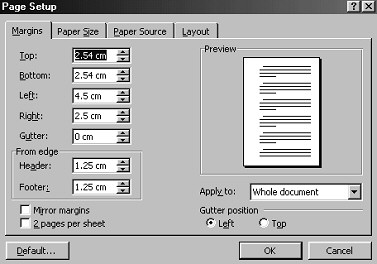 Page Setup
Margins Paper Size Paper Source Layout
Top: 2.54 cm
Preview
Bottom: 2.54 cm
Left: 4.5 cm
Right: 2.5 cm
Gutter: 0 cm
From edge
Header: 1.25 cm
Footer: 1.25 cm
Apply to: Whole document
Mirror margins
Gutter position
2 pages per sheet
Left Top
Default... OK Cancel